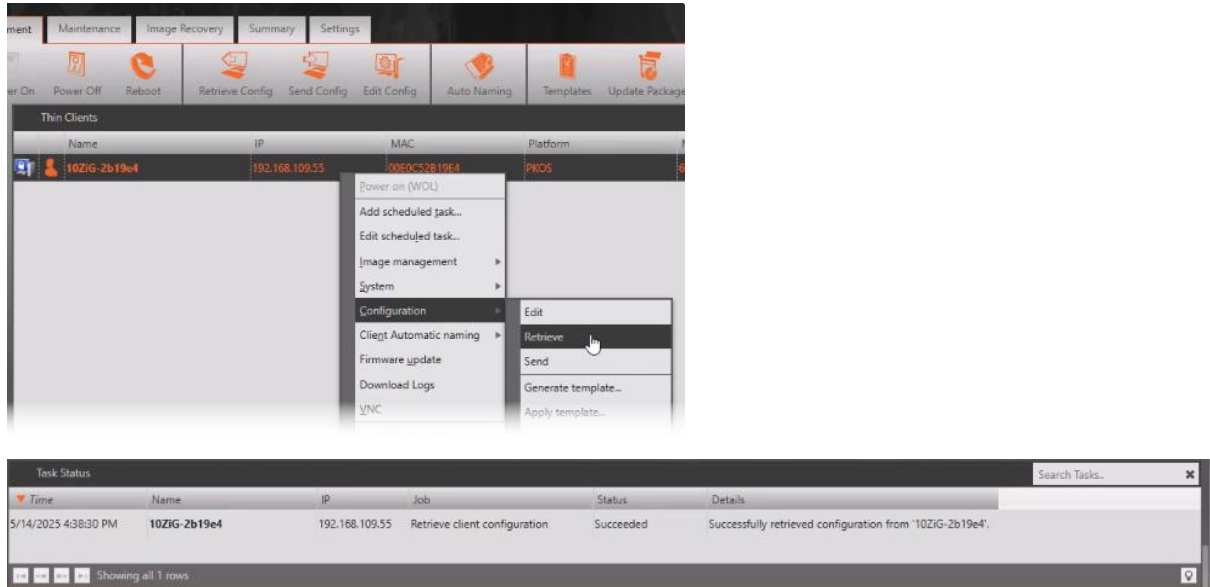 ment Maintenance Image Recovery Summary Settings
er On Power Off Reboot Retrieve Config Send Config Edit Config Auto Naming Templates Update Package
Thin Clients
Name IP MAC Platform
10ZiG-2b19e4 192.168.109.55 00E0C52B19E4 PKOS 6
Power on (WOL)
Add scheduled task...
Edit scheduled task...
Image management
System
Configuration
Client Automatic naming
Firmware update
Download Logs
VNC
Edit
Retrieve
Send
Generate template...
Apply template...
Task Status Search Tasks..
Time Name IP Job Status Details
5/14/2025 4:38:30 PM 10ZiG-2b19e4 192.168.109.55 Retrieve client configuration Succeeded Successfully retrieved configuration from '10ZiG-2b19e4'.
Showing all 1 rows